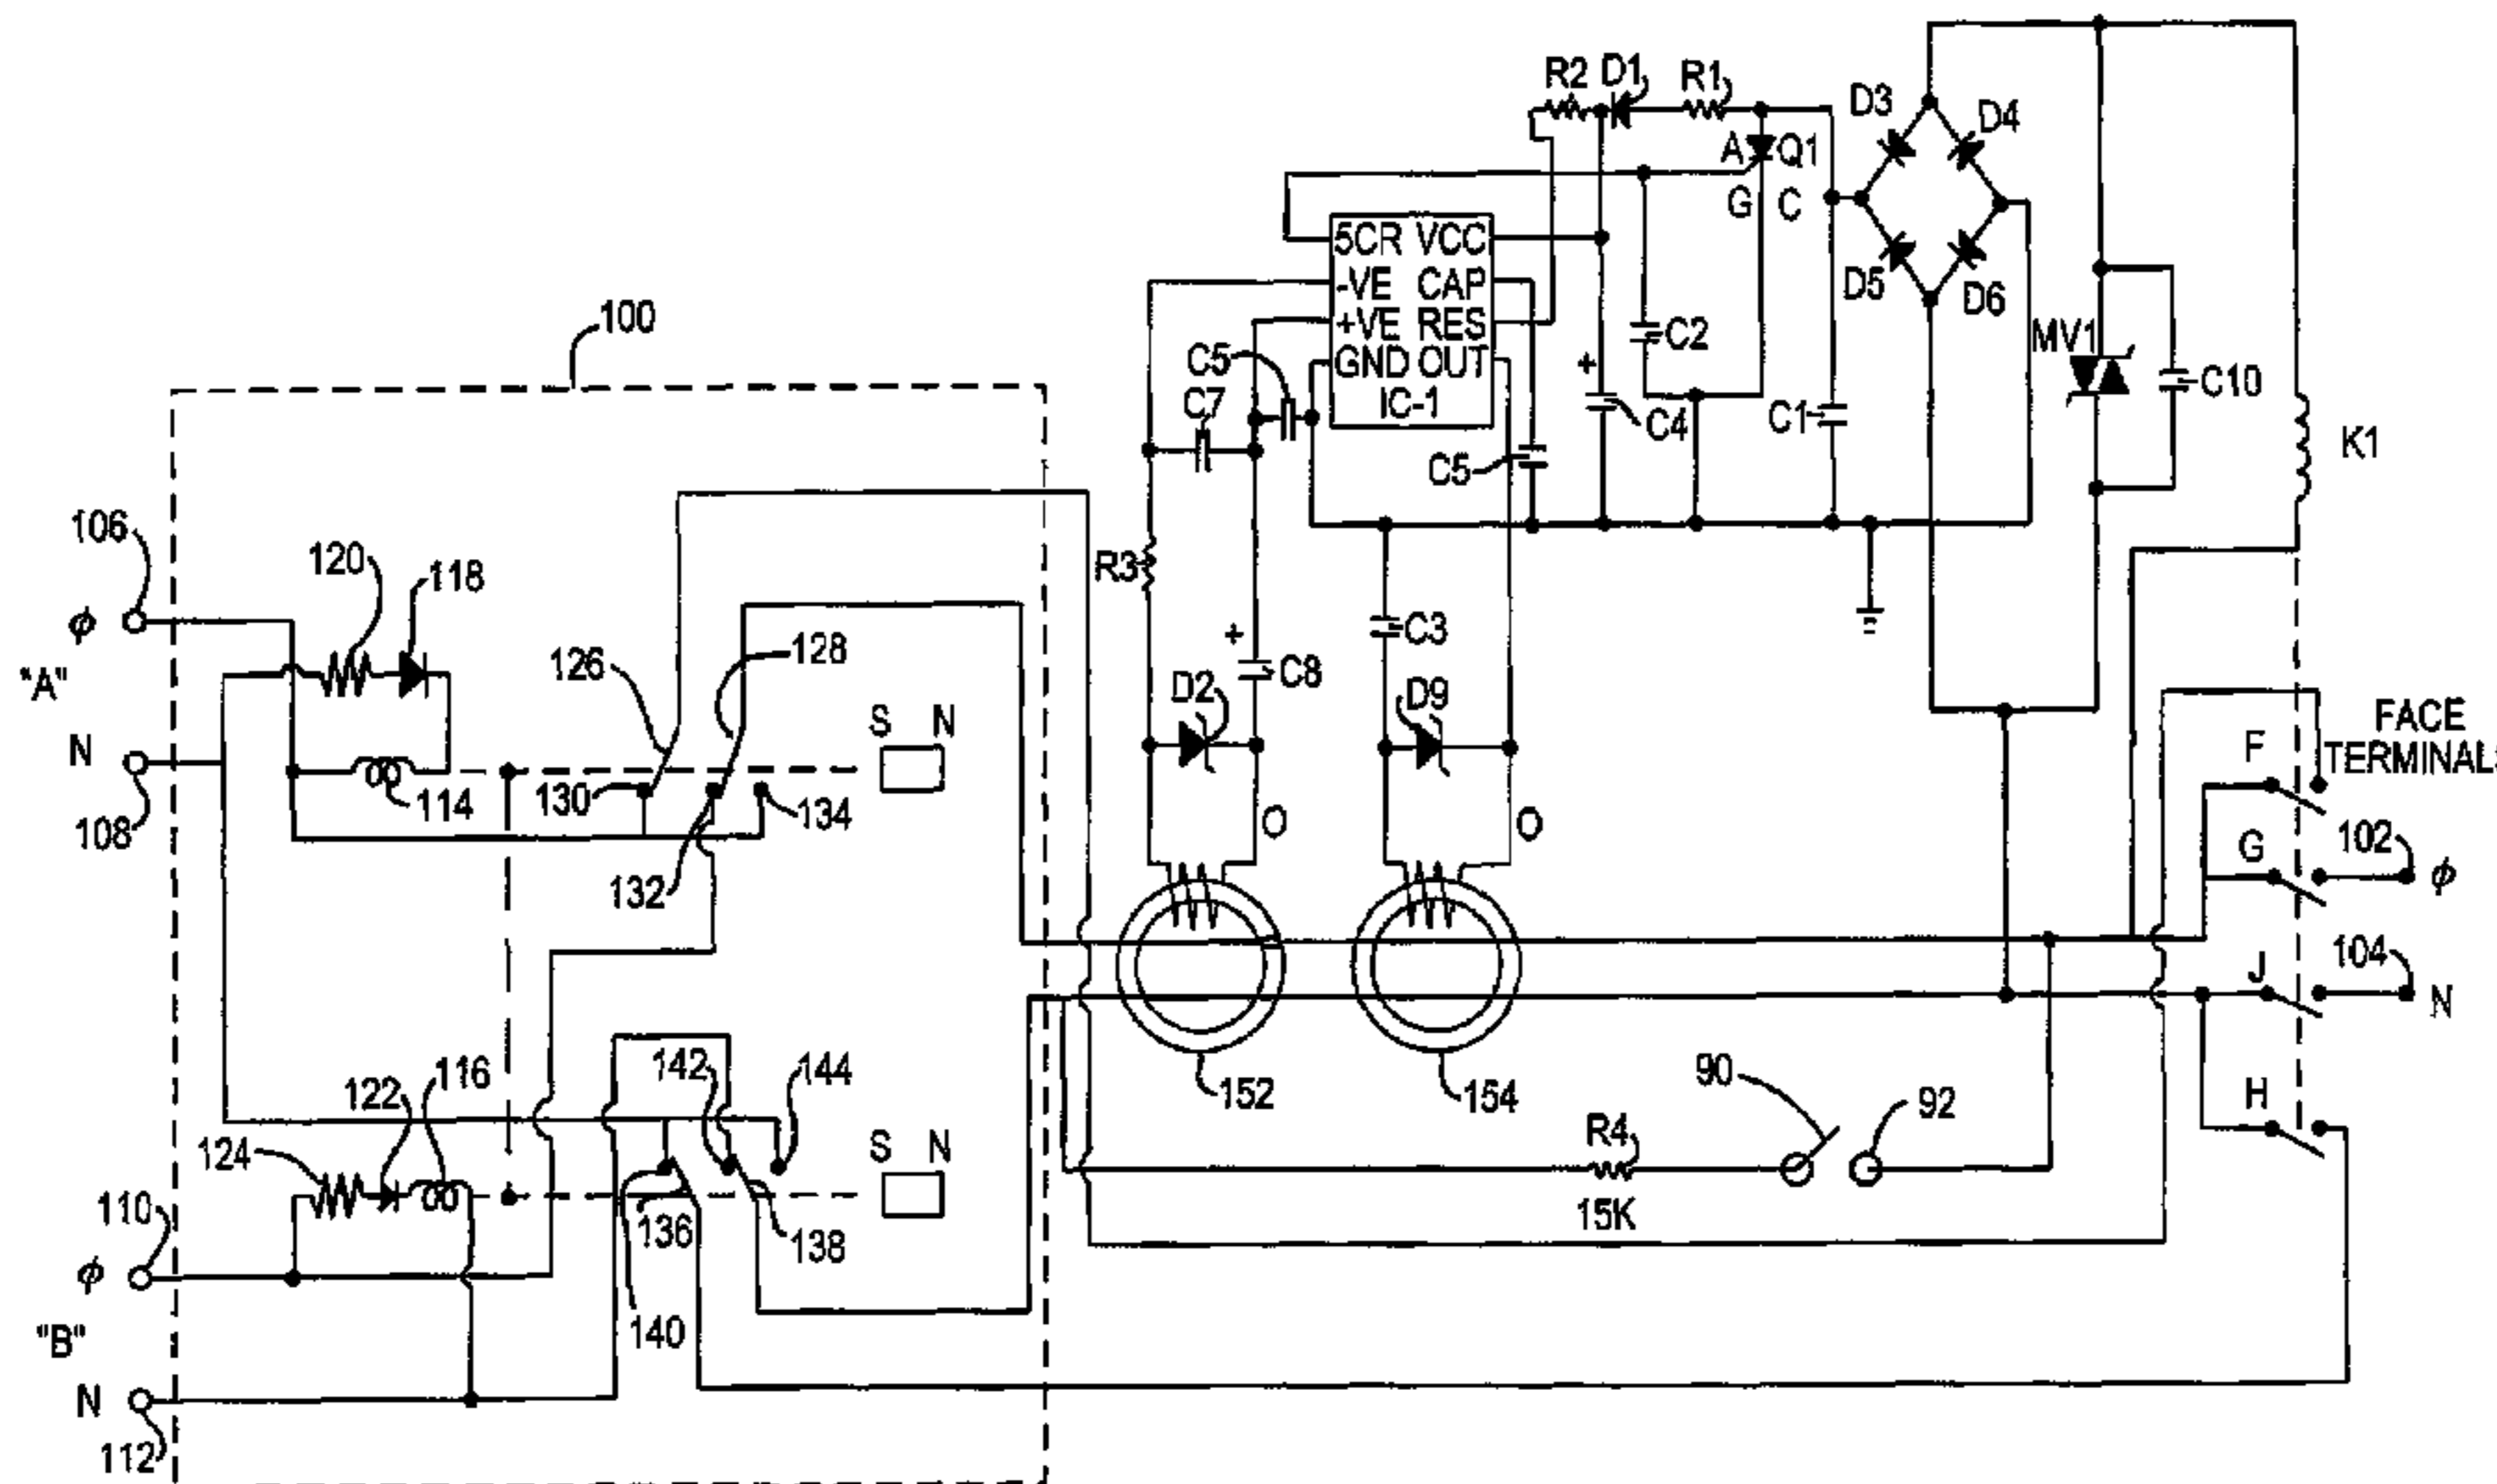 R2 D1 R1
D3
D4
A Q1
G C
5CR VCC
-VE CAP
+VE RES
GND OUT
IC-1
D5
D6
100
C5
C7
+
C2
MV1
C10
C4
C1
K1
C5
106
120
118
R3
ϕ
"A"
126
128
+
C8
C3
D2
D9
S N
FACE
TERMINALS
F
N
108
114
130
134
O
O
102
G
ϕ
132
J
104
N
142
144
152
154
90
92
H
122
116
124
S N
R4
15K
110
136
138
ϕ
140
"B"
N
112